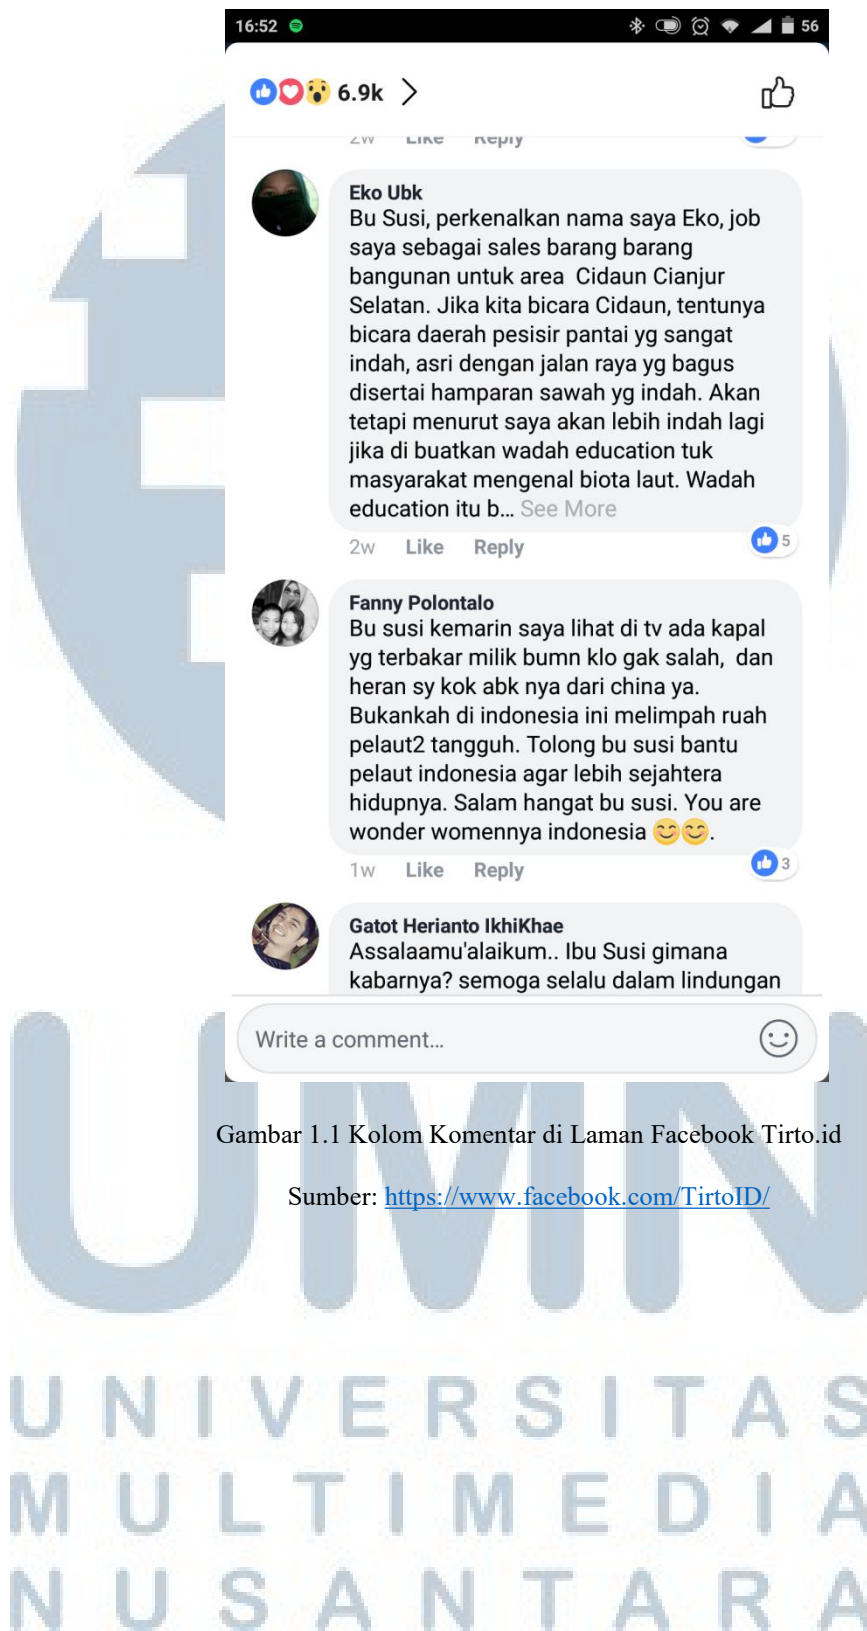 16:52
56
6.9k
2w Like Reply
Eko Ubk
Bu Susi, perkenalkan nama saya Eko, job
saya sebagai sales barang barang
bangunan untuk area Cidaun Cianjur
Selatan. Jika kita bicara Cidaun, tentunya
bicara daerah pesisir pantai yg sangat
indah, asri dengan jalan raya yg bagus
disertai hamparan sawah yg indah. Akan
tetapi menurut saya akan lebih indah lagi
jika di buatkan wadah education tuk
masyarakat mengenal biota laut. Wadah
education itu b... See More
2w Like Reply 5
Fanny Polontalo
Bu susi kemarin saya lihat di tv ada kapal
yg terbakar milik bumn klo gak salah, dan
heran sy kok abk nya dari china ya.
Bukankah di indonesia ini melimpah ruah
pelaut2 tangguh. Tolong bu susi bantu
pelaut indonesia agar lebih sejahtera
hidupnya. Salam hangat bu susi. You are
wonder womennya indonesia 😊😊.
1w Like Reply 3
Gatot Herianto IkhiKhae
Assalaamu'alaikum.. Ibu Susi gimana
kabarnya? semoga selalu dalam lindungan
Write a comment...
Gambar 1.1 Kolom Komentar di Laman Facebook Tirto.id
Sumber: https://www.facebook.com/TirtoID/
UMN
UNIVERSITAS
MULTIMEDIA
NUSANTARA